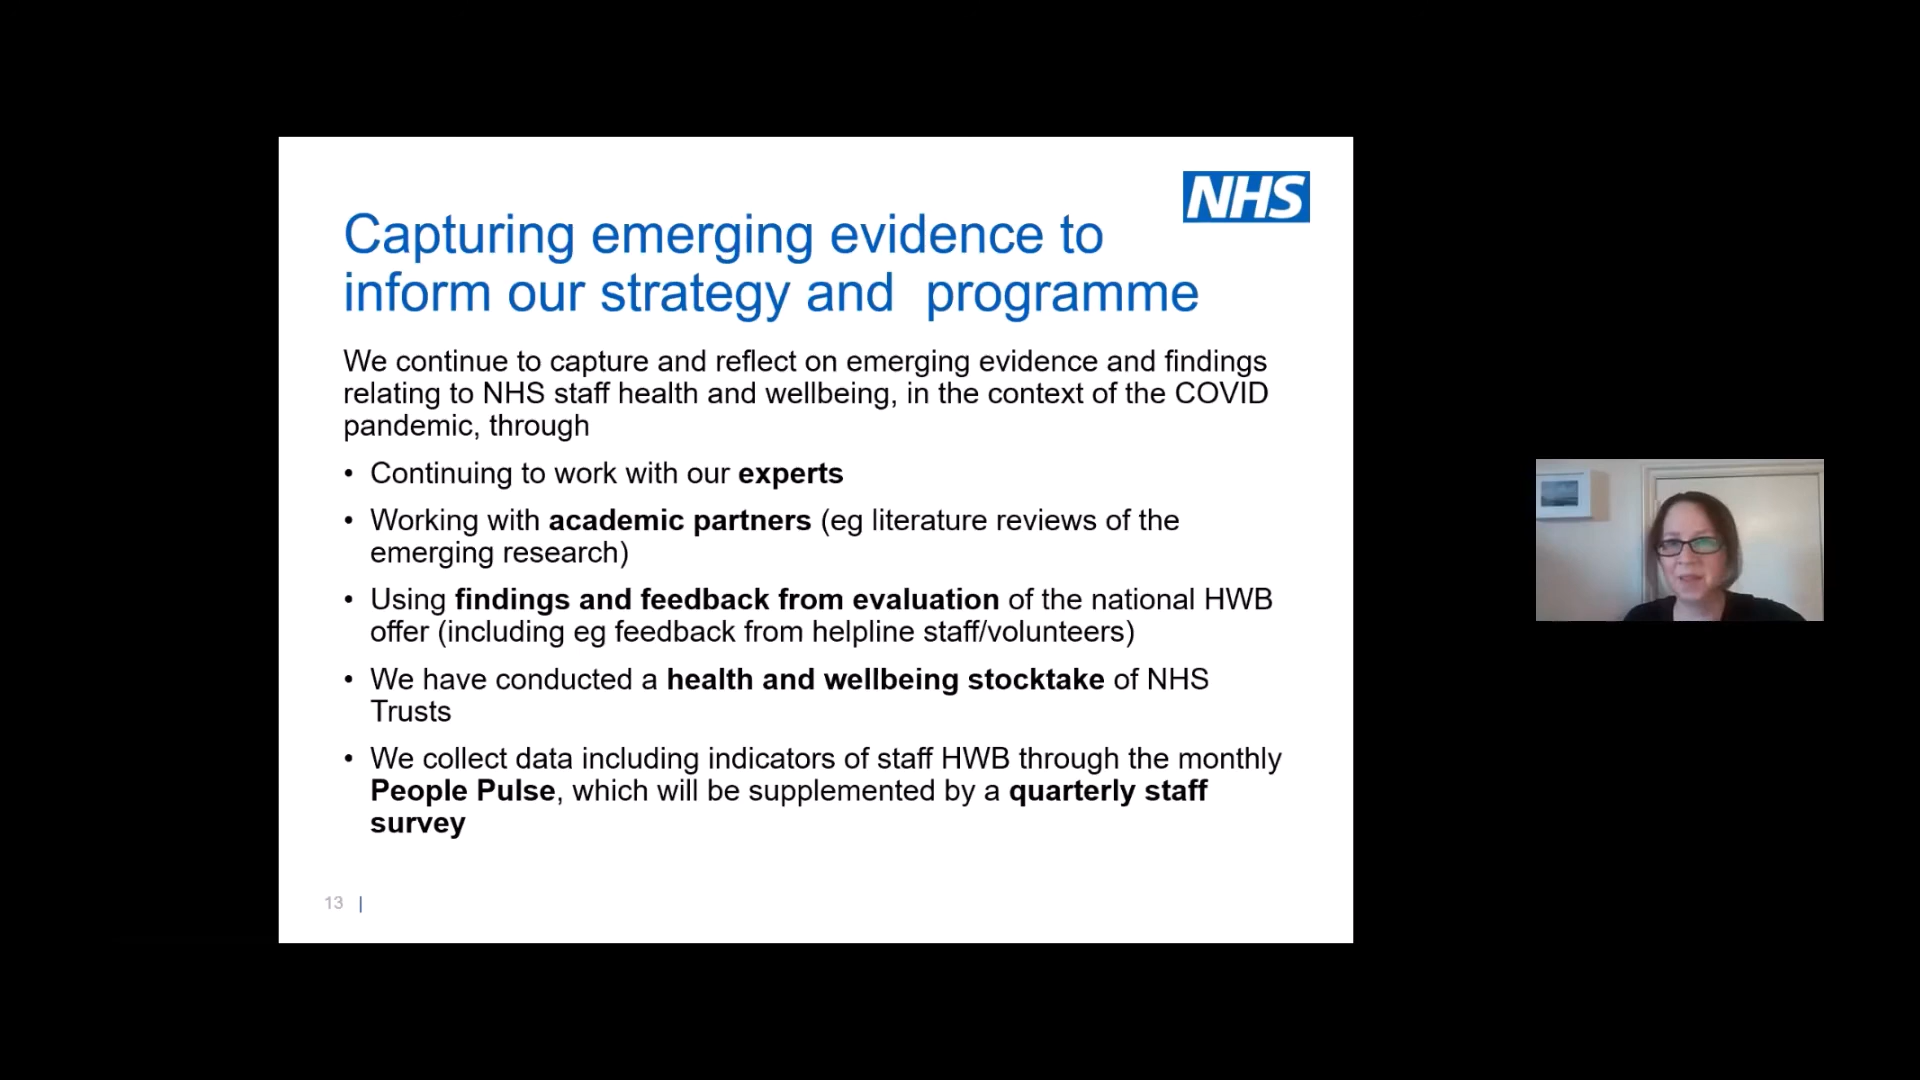 NHS
Capturing emerging evidence to
inform our strategy and  programme
We continue to capture and reflect on emerging evidence and findings
relating to NHS staff health and wellbeing, in the context of the COVID
pandemic, through
• Continuing to work with our experts
• Working with academic partners (eg literature reviews of the
emerging research)
• Using findings and feedback from evaluation of the national HWB
offer (including eg feedback from helpline staff/volunteers)
• We have conducted a health and wellbeing stocktake of NHS
Trusts
• We collect data including indicators of staff HWB through the monthly
People Pulse, which will be supplemented by a quarterly staff
survey
13 |